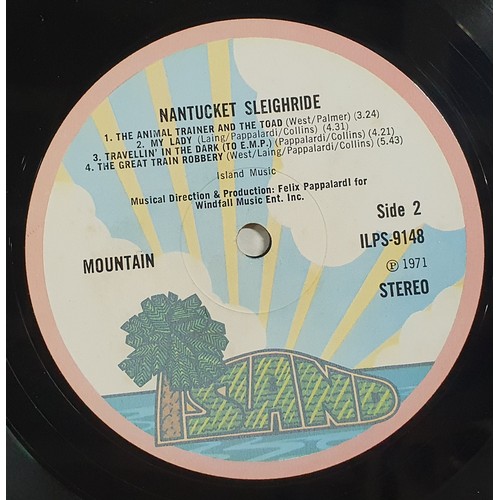 NANTUCKET SLEIGHRIDE
1. THE ANIMAL TRAINER AND THE TOAD (West/Palmer) (3.24)
2. MY LADY (Laing/Pappalardi/Collins) (4.31)
3. TRAVELLIN' IN THE DARK (TO E.M.P.) (Pappalardi/Collins) (4.21)
4. THE GREAT TRAIN ROBBERY (West/Laing/Pappalardi/Collins) (5.43)
Island Music
Musical Direction & Production: Felix Pappalardi for
Windfall Music Ent. Inc.
Side 2
ILPS-9148
MOUNTAIN
℗ 1971
STEREO
ISLAND